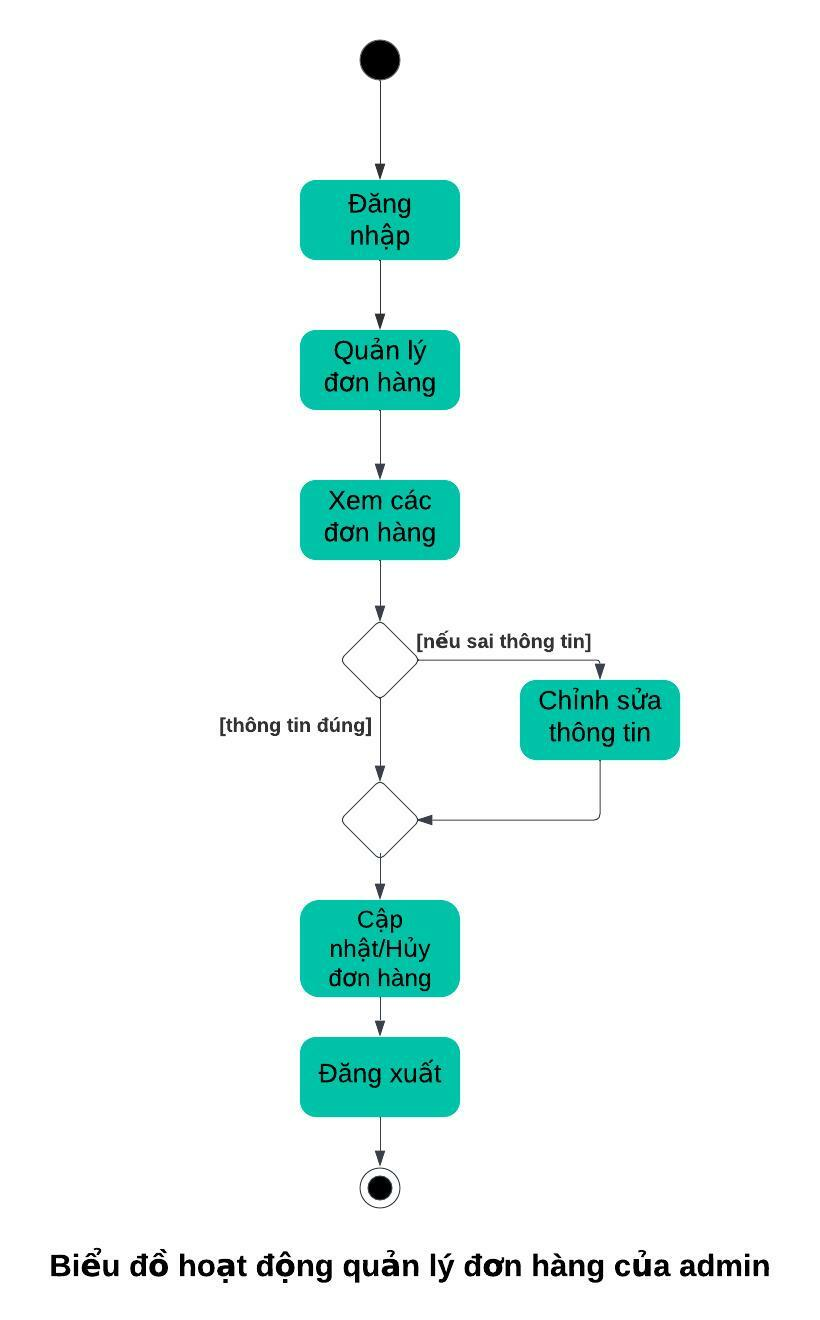 Đăng
nhập
Quản lý
đơn hàng
Xem các
đơn hàng
[nếu sai thông tin]
Chỉnh sửa
thông tin
[thông tin đúng]
Cập
nhật/Hủy
đơn hàng
Đăng xuất
Biểu đồ hoạt động quản lý đơn hàng của admin